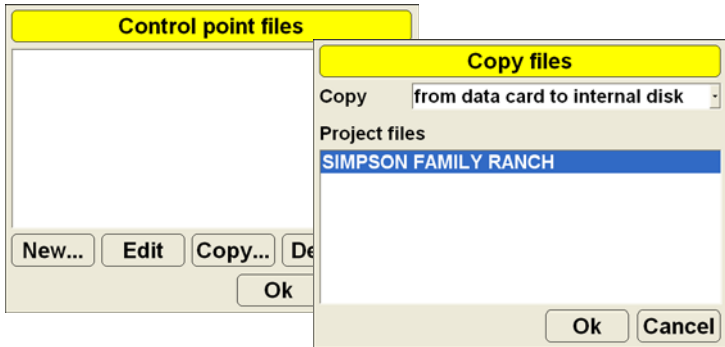 Control point files
New... Edit Copy...
Ok
Copy files
Copy from data card to internal disk
Project files
SIMPSON FAMILY RANCH
Ok Cancel